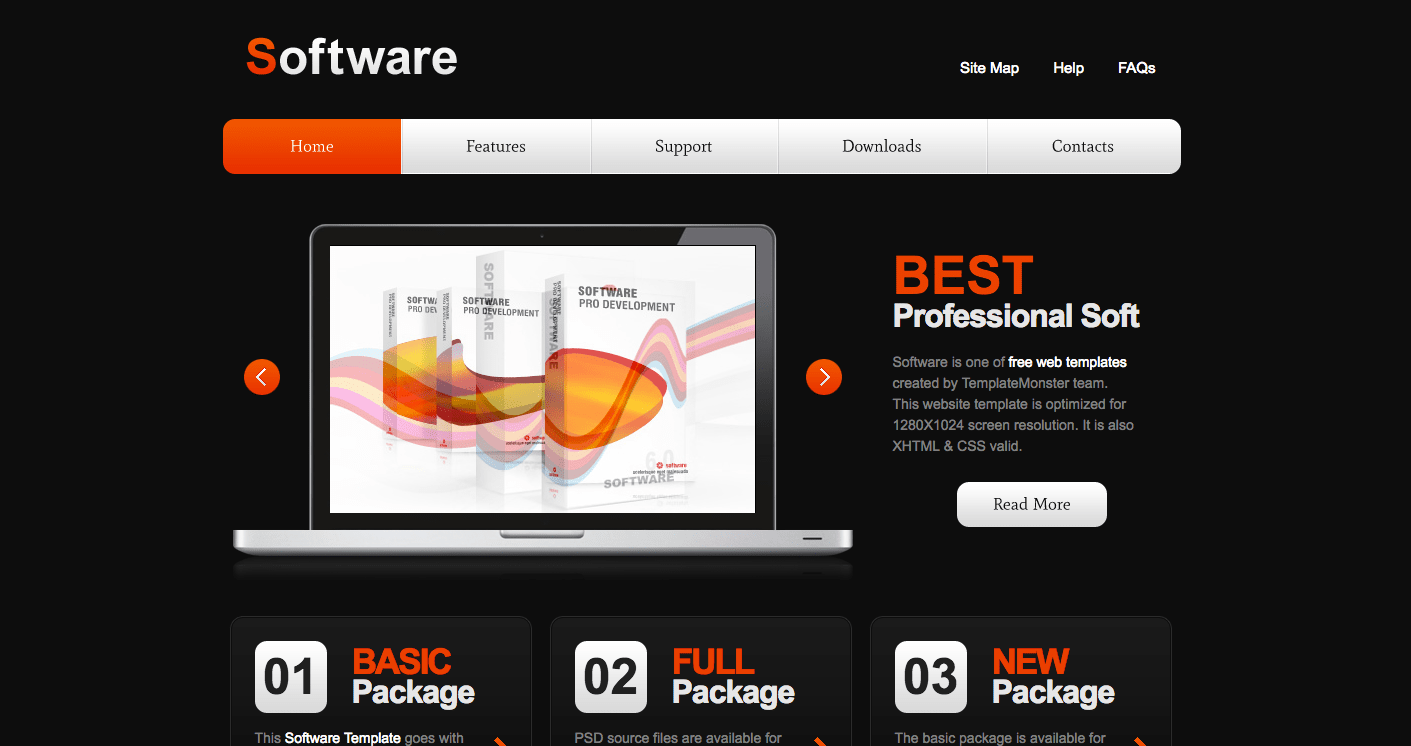 Software
Site Map Help FAQs
Home Features Support Downloads Contacts
SOFTWARE
SOFTWARE
PRO DEVELOPMENT
SOFTWARE
PRO DEVELOPMENT
SOFTWARE
6.0
software
SOFTWARE
BEST
Professional Soft
Software is one of free web templates
created by TemplateMonster team.
This website template is optimized for
1280X1024 screen resolution. It is also
XHTML & CSS valid.
Read More
01 BASIC
Package
This Software Template goes with
02 FULL
Package
PSD source files are available for
03 NEW
Package
The basic package is available for